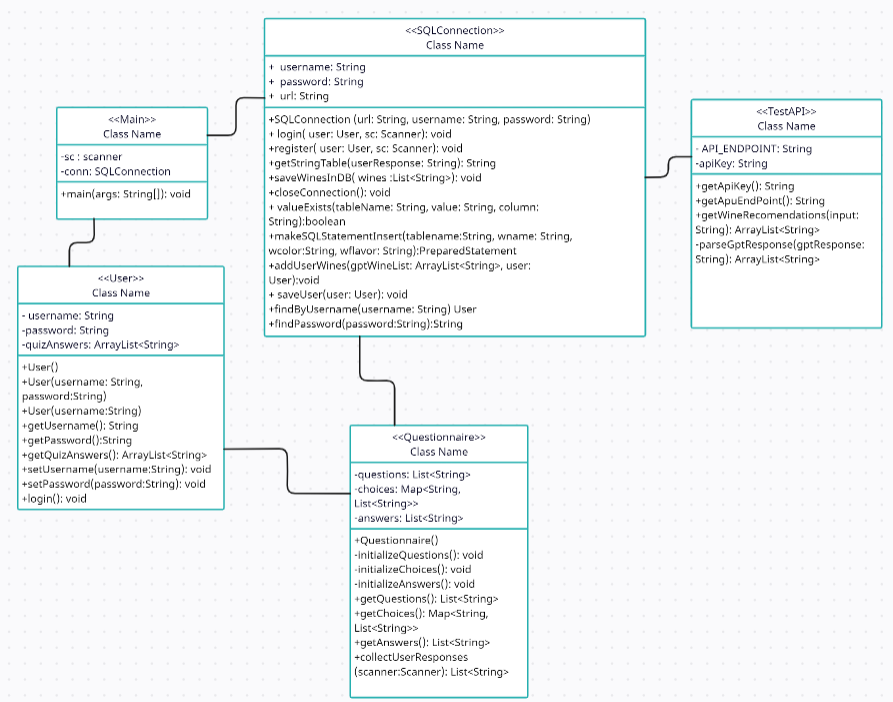 <<SQLConnection>>
Class Name
+ username: String
+ password: String
+ url: String
+SQLConnection (url: String, username: String, password: String)
+ login( user: User, sc: Scanner): void
+register( user: User, sc: Scanner): void
+getStringTable(userResponse: String): String
+saveWinesInDB( wines :List<String>): void
+closeConnection(): void
+ valueExists(tableName: String, value: String, column:
String):boolean
+makeSQLStatementInsert(tablename:String, wname: String,
wcolor:String, wflavor: String):PreparedStatement
+addUserWines(gptWineList: ArrayList<String>, user:
User):void
+ saveUser(user: User): void
+findByUsername(username: String) User
+findPassword(password:String):String
<<Main>>
Class Name
-sc : scanner
-conn: SQLConnection
+main(args: String[]): void
<<TestAPI>>
Class Name
- API_ENDPOINT: String
-apiKey: String
+getApiKey(): String
+getApuEndPoint(): String
+getWineRecomendations(input:
String): ArrayList<String>
-parseGptResponse(gptResponse:
String): ArrayList<String>
<<User>>
Class Name
- username: String
-password: String
-quizAnswers: ArrayList<String>
+User()
+User(username: String,
password:String)
+User(username:String)
+getUsername(): String
+getPassword():String
+getQuizAnswers(): ArrayList<String>
+setUsername(username:String): void
+setPassword(password:String): void
+login(): void
<<Questionnaire>>
Class Name
-questions: List<String>
-choices: Map<String,
List<String>>
-answers: List<String>
+Questionnaire()
-initializeQuestions(): void
-initializeChoices(): void
-initializeAnswers(): void
+getQuestions(): List<String>
+getChoices(): Map<String,
List<String>>
+getAnswers(): List<String>
+collectUserResponses
(scanner:Scanner): List<String>